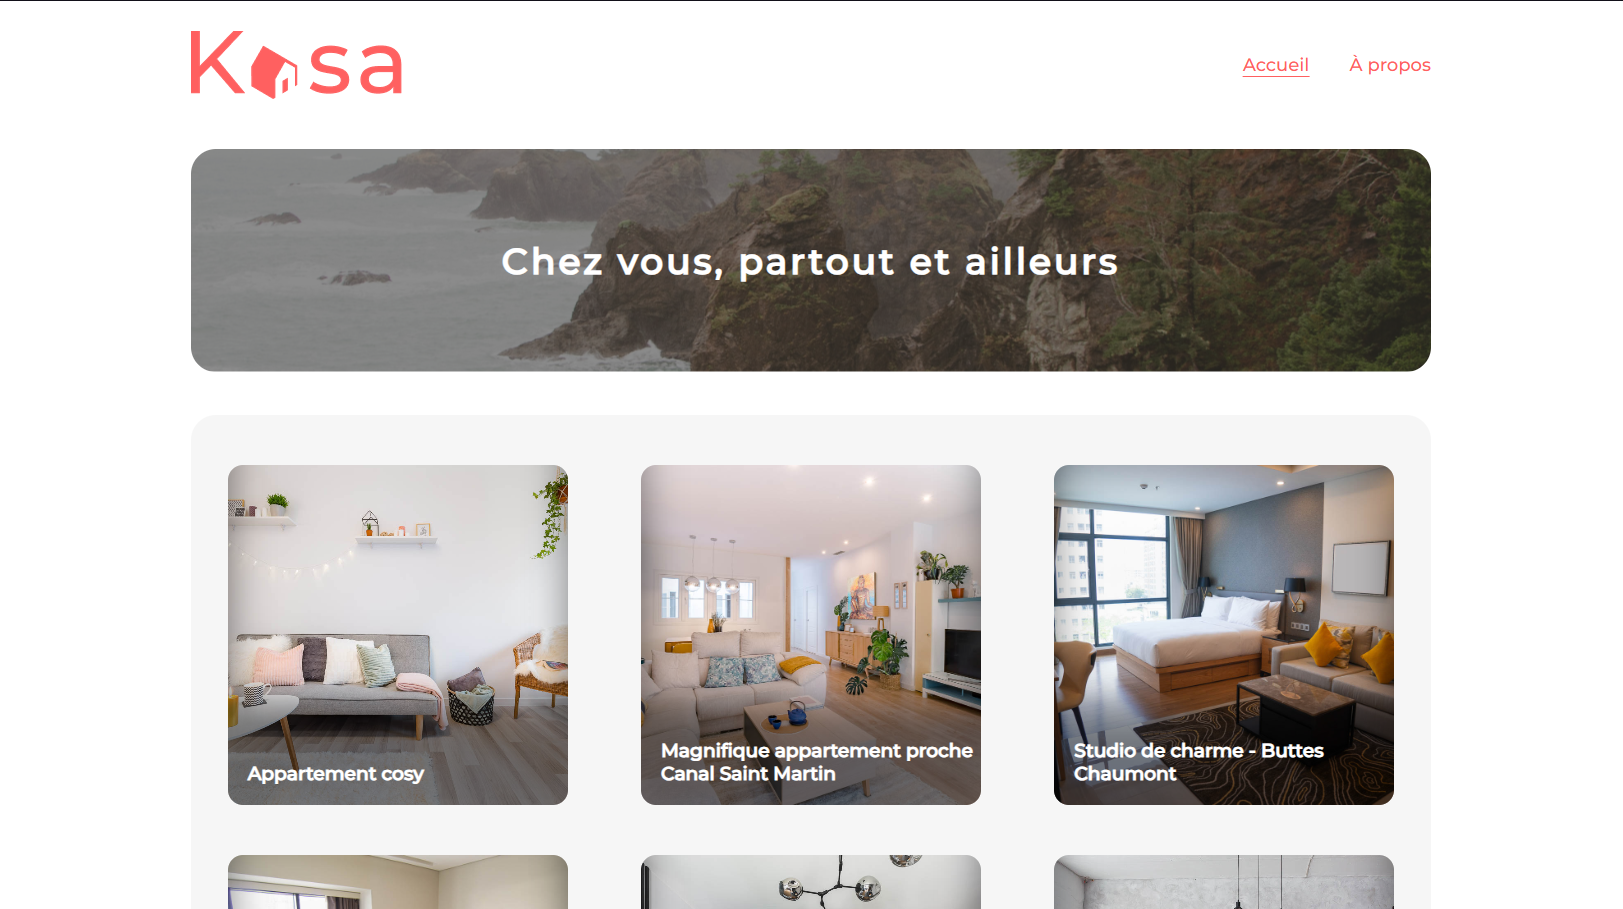 Kasa
Accueil
À propos
Chez vous, partout et ailleurs
Appartement cosy
Magnifique appartement proche
Canal Saint Martin
Studio de charme - Buttes
Chaumont